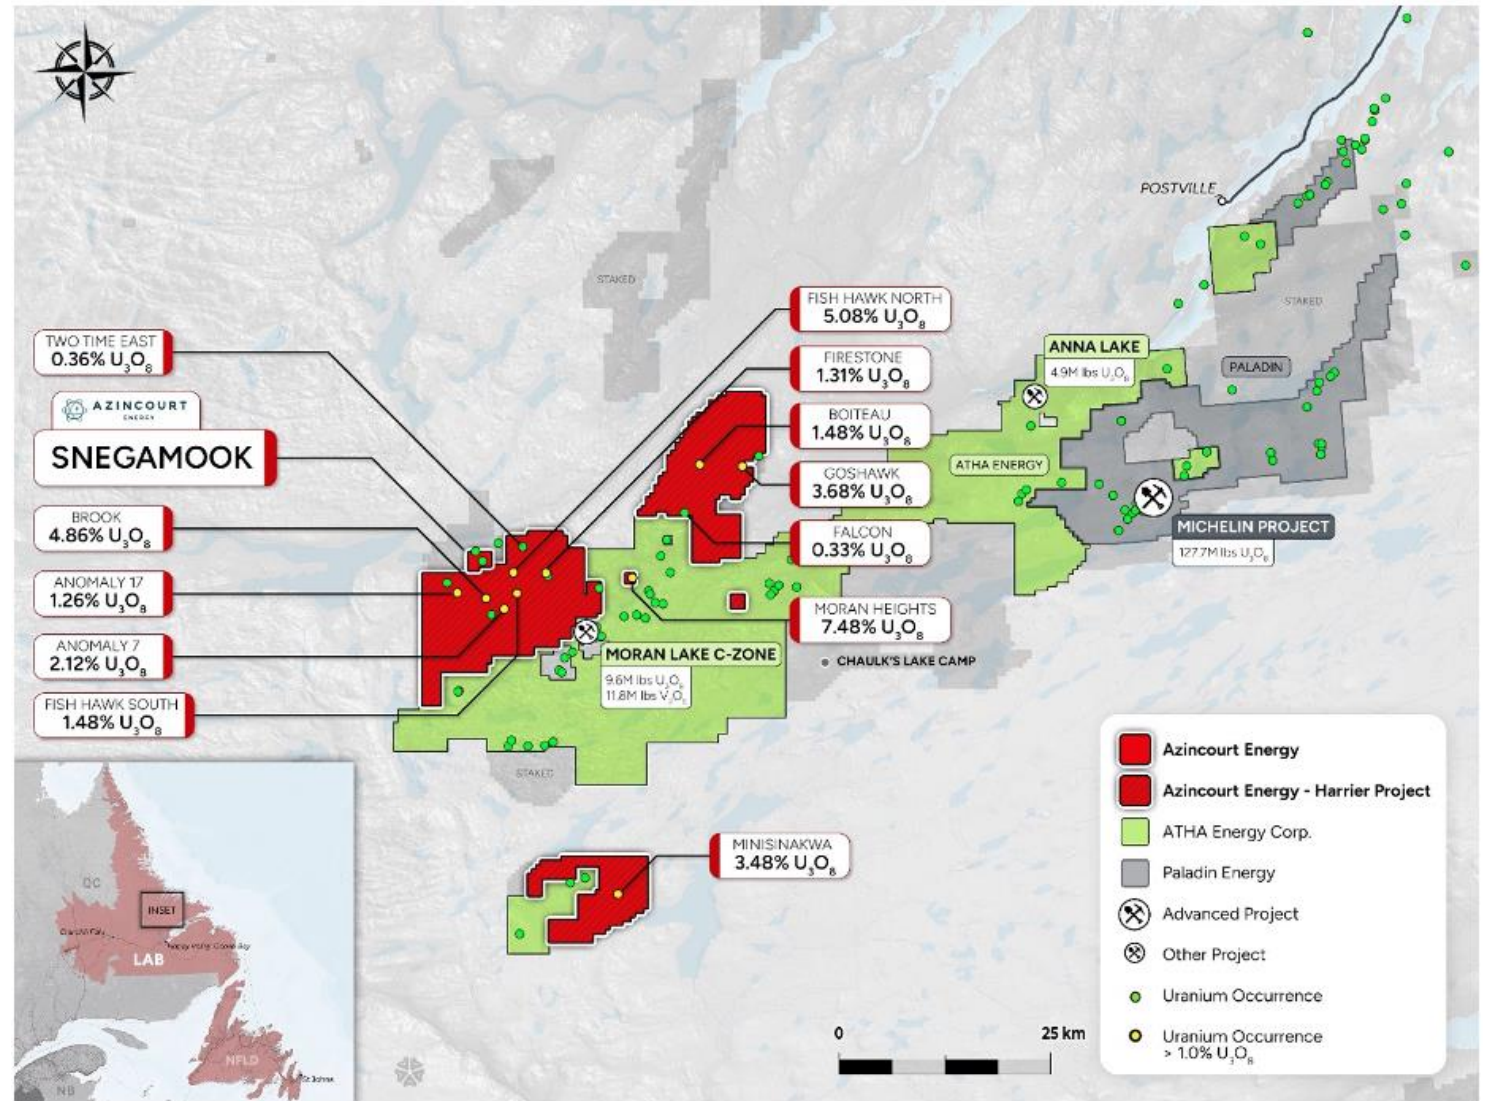 POSTVILLE
STAKED
FISH HAWK NORTH
5.08% U₃O₈
STAKED
TWO TIME EAST
0.36% U₃O₈
FIRESTONE
1.31% U₃O₈
ANNA LAKE
4.9M lbs U₃O₈
PALADIN
AZINCOURT
ENERGY
SNEGAMOOK
BOITEAU
1.48% U₃O₈
GOSHAWK
3.68% U₃O₈
ATHA ENERGY
BROOK
4.86% U₃O₈
FALCON
0.33% U₃O₈
MICHELIN PROJECT
127.7M lbs U₃O₈
ANOMALY 17
1.26% U₃O₈
MORAN HEIGHTS
7.48% U₃O₈
ANOMALY 7
2.12% U₃O₈
MORAN LAKE C-ZONE
9.6M lbs U₃O₈
11.8M lbs V₂O₅
CHAULK'S LAKE CAMP
FISH HAWK SOUTH
1.48% U₃O₈
STAKED
MINISINAKWA
3.48% U₃O₈
Azincourt Energy
Azincourt Energy - Harrier Project
ATHA Energy Corp.
Paladin Energy
Advanced Project
Other Project
Uranium Occurrence
Uranium Occurrence
> 1.0% U₃O₈
0 25 km
QC
INSET
LAB
NFLD
St Johns
NB